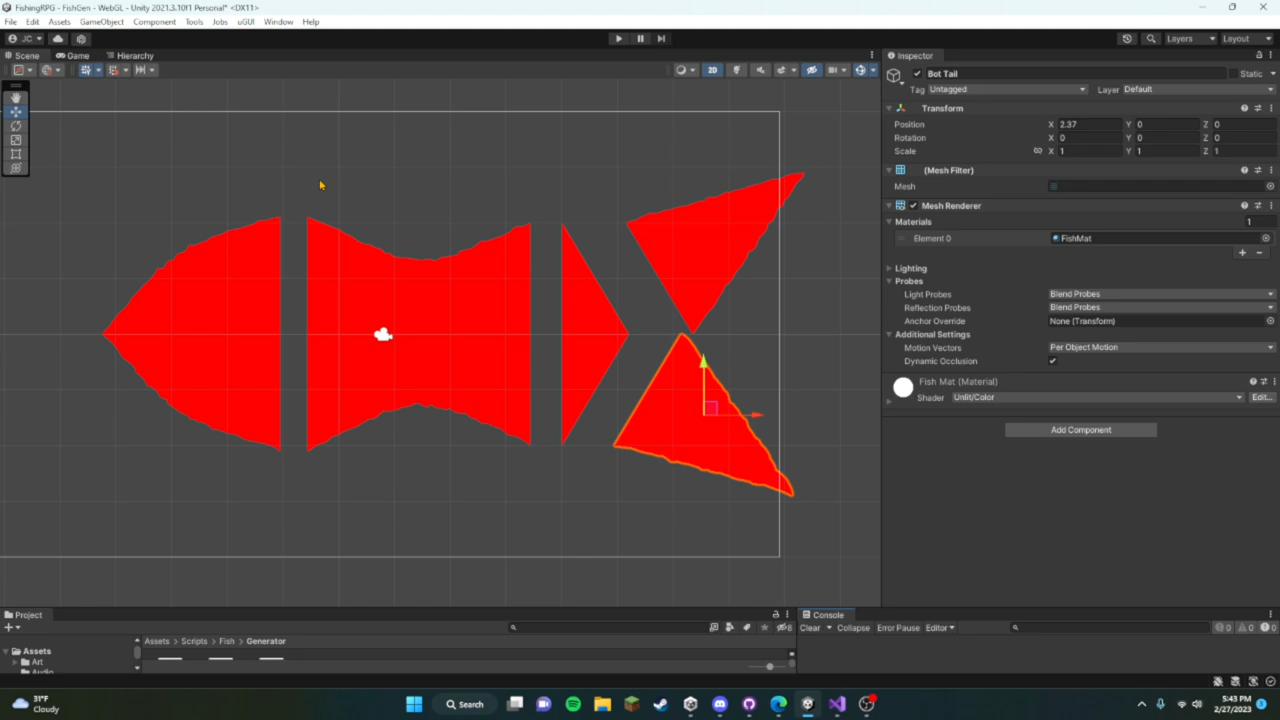 FishingRPG - FishGen - WebGL - Unity 2021.3.10f1 Personal* <DX11>
File Edit Assets GameObject Component Tools Jobs uGUI Window Help
JC
Layers Layout
Scene Game Hierarchy
2D
Inspector
Bot Tail Static
Tag Untagged Layer Default
Transform
Position X 2.37 Y 0 Z 0
Rotation X 0 Y 0 Z 0
Scale X 1 Y 1 Z 1
(Mesh Filter)
Mesh
Mesh Renderer
Materials 1
Element 0 FishMat
Lighting
Probes
Light Probes Blend Probes
Reflection Probes Blend Probes
Anchor Override None (Transform)
Additional Settings
Motion Vectors Per Object Motion
Dynamic Occlusion
Fish Mat (Material)
Shader Unlit/Color Edit...
Add Component
Project
Console
8
Clear Collapse Error Pause Editor 0 0 0
Assets
Art
Audio
Assets > Scripts > Fish > Generator
31°F
Cloudy
Search
5:43 PM
2/27/2023